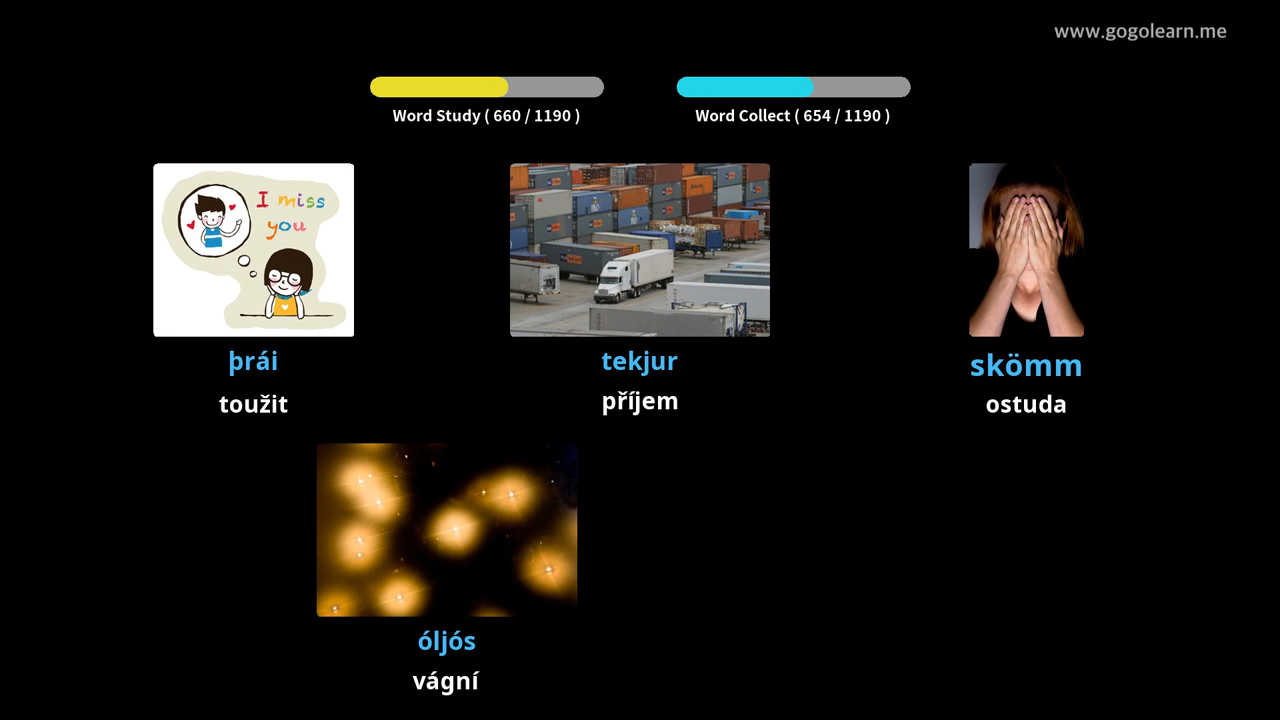 www.gogolearn.me
Word Study ( 660 / 1190 )
Word Collect ( 654 / 1190 )
I miss
you
þrái
tekjur
skömm
toužit
příjem
ostuda
óljós
vágní